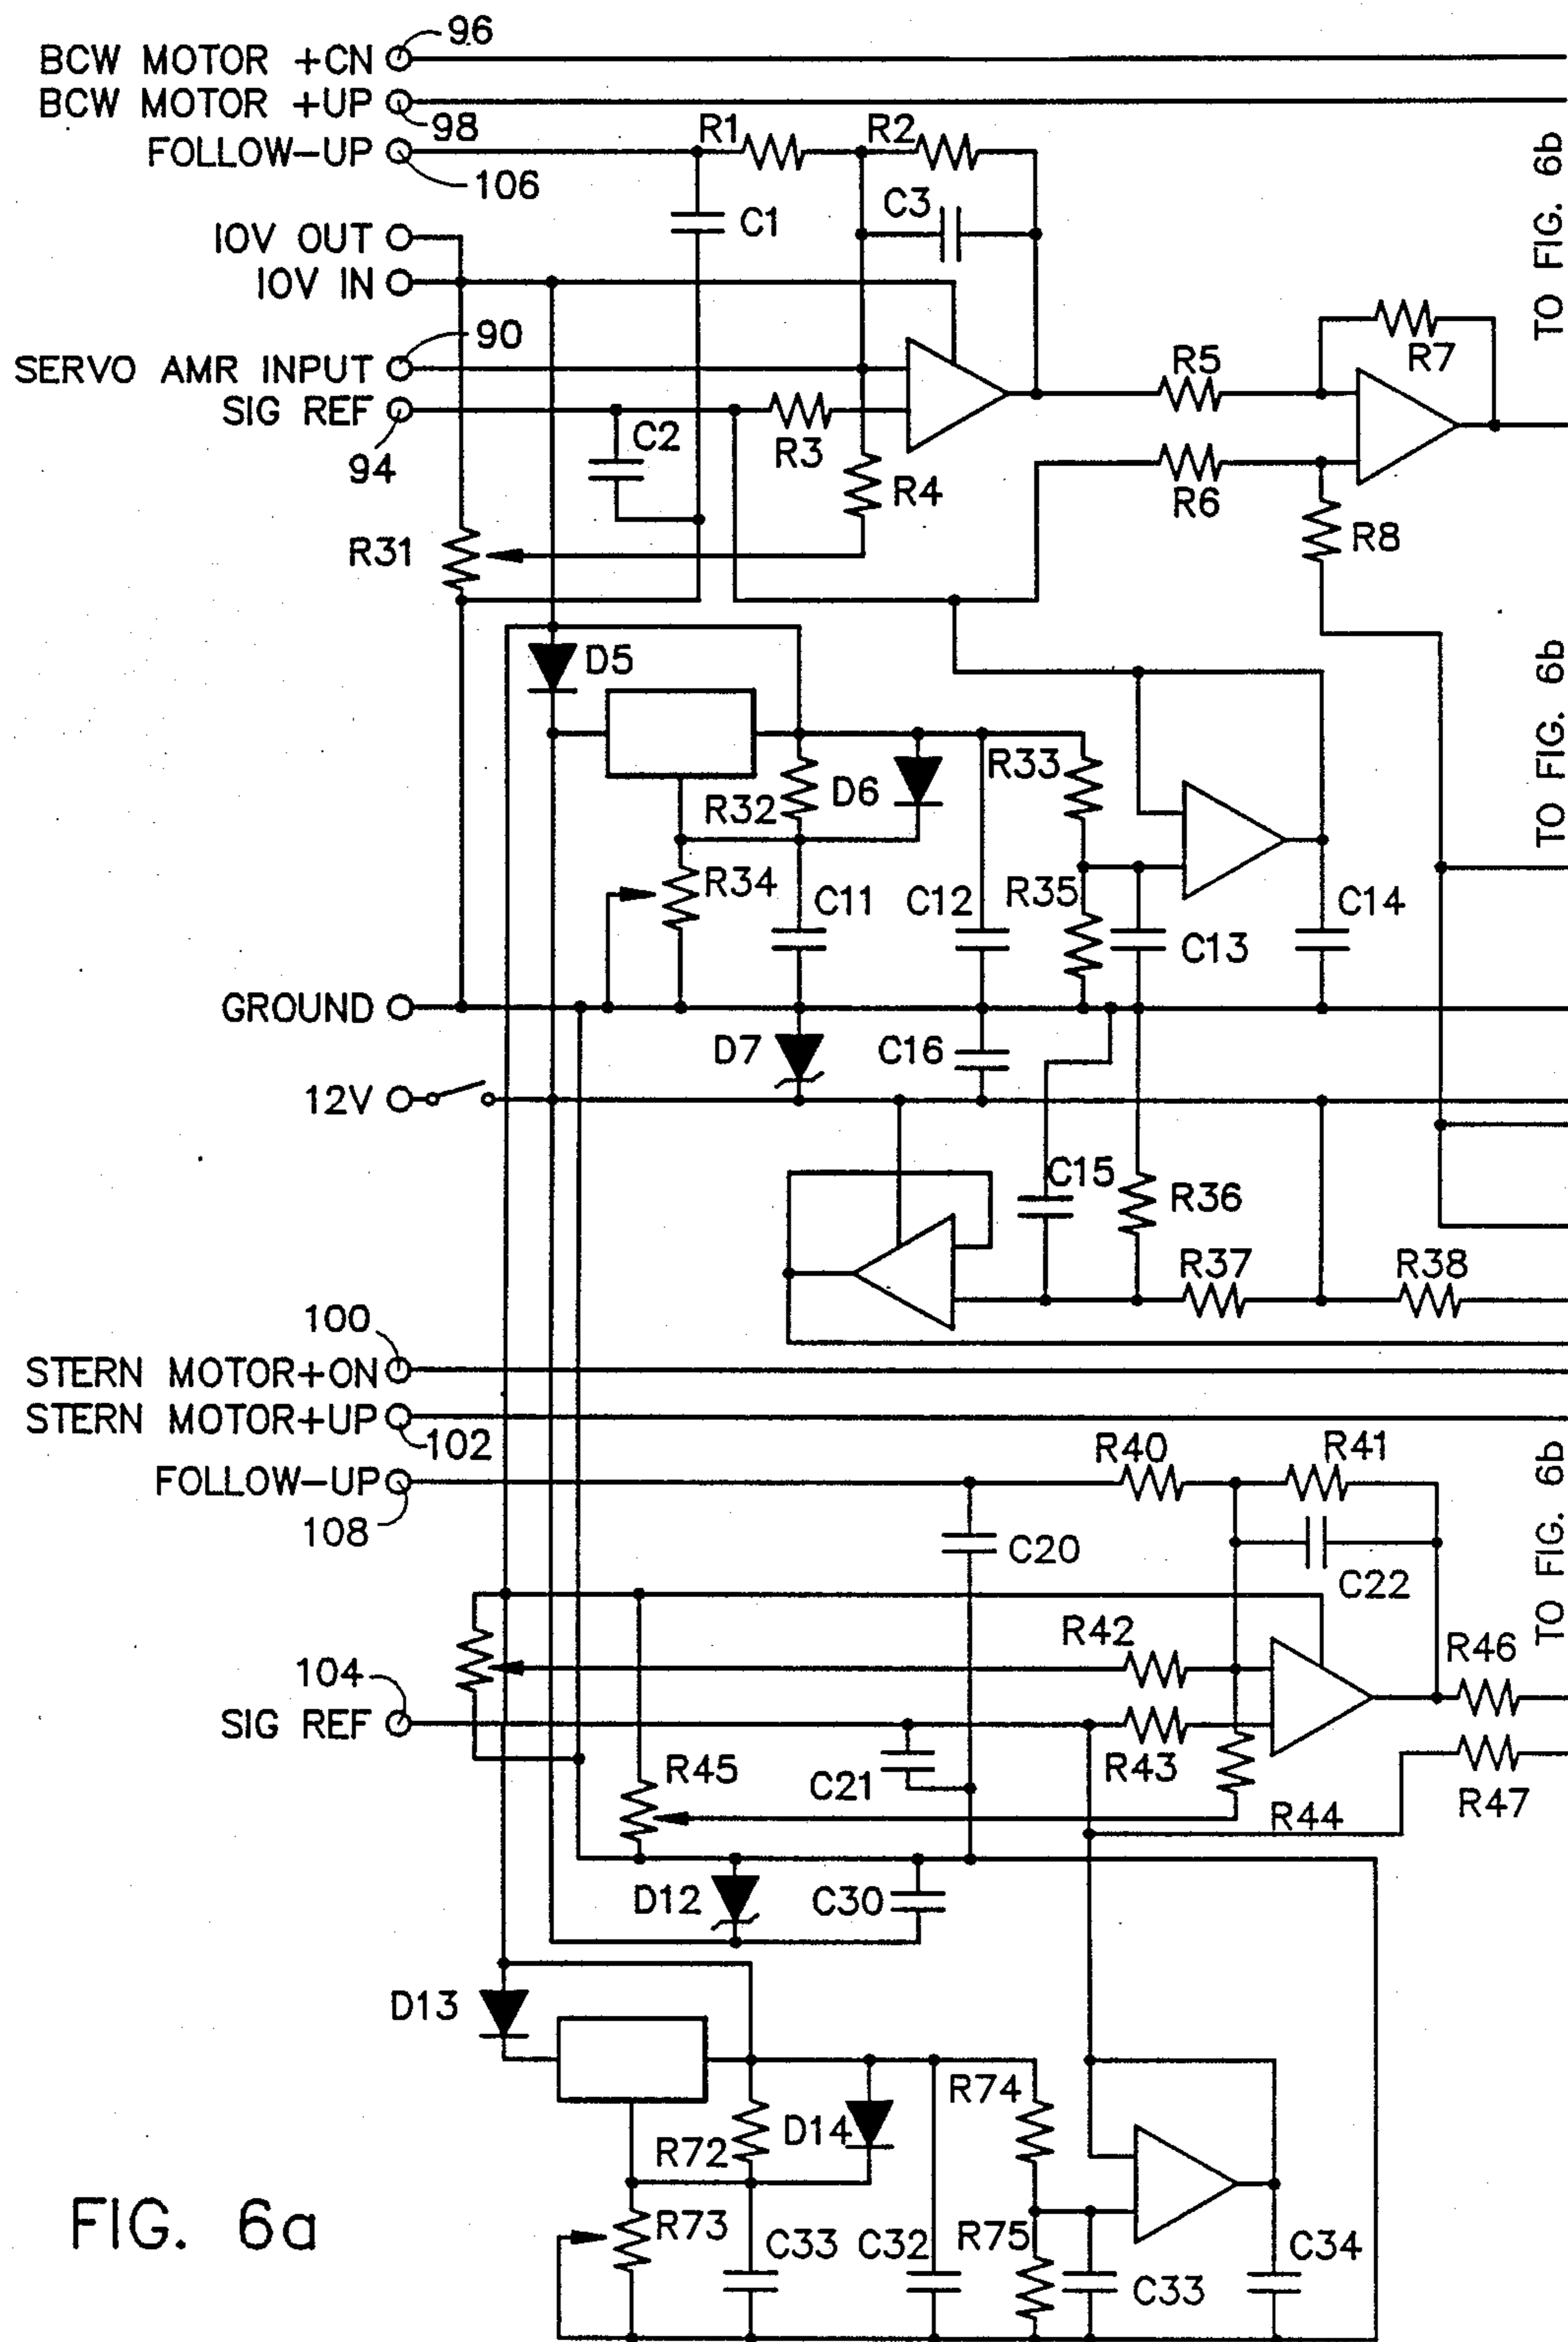 96
BCW MOTOR +CN
BCW MOTOR +UP
98
FOLLOW-UP
106
R1
R2
C3
C1
TO FIG. 6b
IOV OUT
IOV IN
90
SERVO AMR INPUT
SIG REF
94
C2
R3
R4
R5
R7
R6
R8
R31
D5
TO FIG. 6b
R33
D6
R32
R34
C11
C12
R35
C13
C14
GROUND
D7
C16
12V
C15
R36
R37
R38
100
STERN MOTOR+ON
STERN MOTOR+UP
102
FOLLOW-UP
108
R40
R41
C20
C22
TO FIG. 6b
R42
R46
104
SIG REF
R45
C21
R43
R44
R47
D12
C30
D13
R74
D14
R72
R73
C33
C32
R75
C33
C34
FIG. 6a